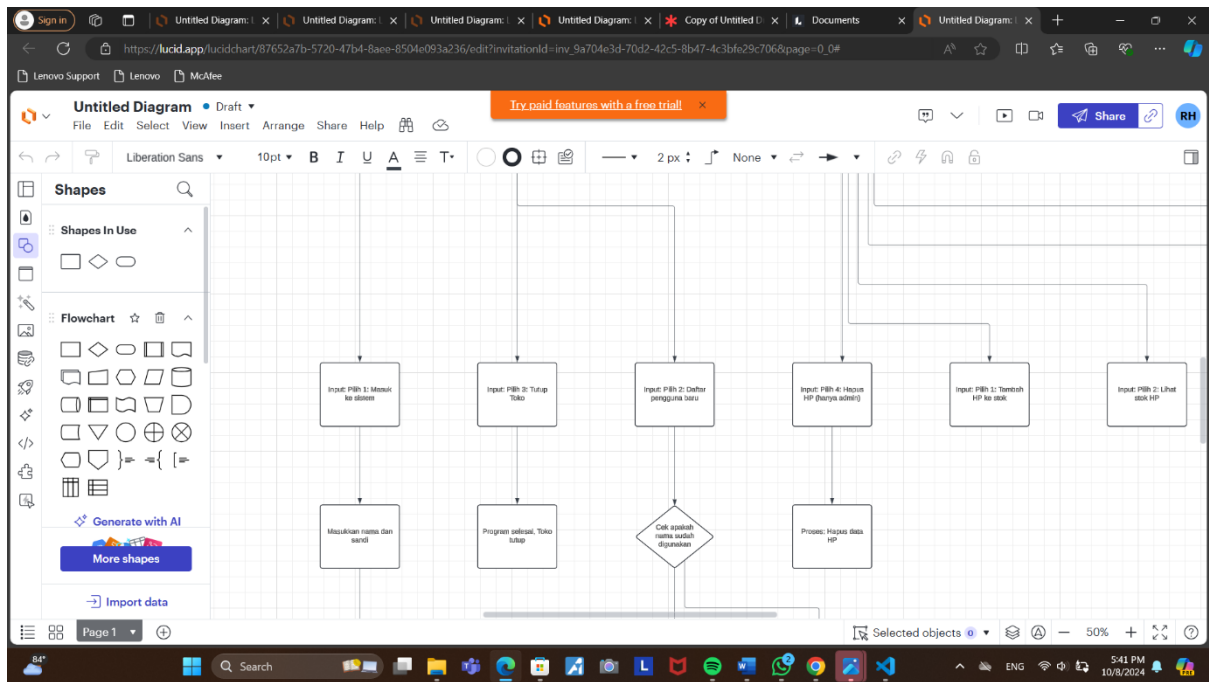 Sign in
Untitled Diagram: L
Untitled Diagram: L
Untitled Diagram: L
Untitled Diagram: L
Copy of Untitled Di
Documents
Untitled Diagram: L
https://lucid.app/lucidchart/87652a7b-5720-47b4-8aee-8504e093a236/edit?invitationId=inv_9a704e3d-70d2-42c5-8b47-4c3bfe29c706&page=0_0#
Lenovo Support
Lenovo
McAfee
Untitled Diagram
Draft
Try paid features with a free trial!
File Edit Select View Insert Arrange Share Help
Share
RH
Liberation Sans
10pt
B I U A T
2 px
None
Shapes
Shapes In Use
Flowchart
Generate with AI
More shapes
Import data
Input: Pilih 1: Masuk
ke sistem
Input: Pilih 3: Tutup
Toko
Input: Pilih 2: Daftar
pengguna baru
Input: Pilih 4: Hapus
HP (hanya admin)
Input: Pilih 1: Tambah
HP ke stok
Input: Pilih 2: Lihat
stok HP
Masukkan nama dan
sandi
Program selesai, Toko
tutup
Cek apakah
nama sudah
digunakan
Proses: Hapus data
HP
Page 1
Selected objects 0
50%
84°
Search
ENG
5:41 PM
10/8/2024